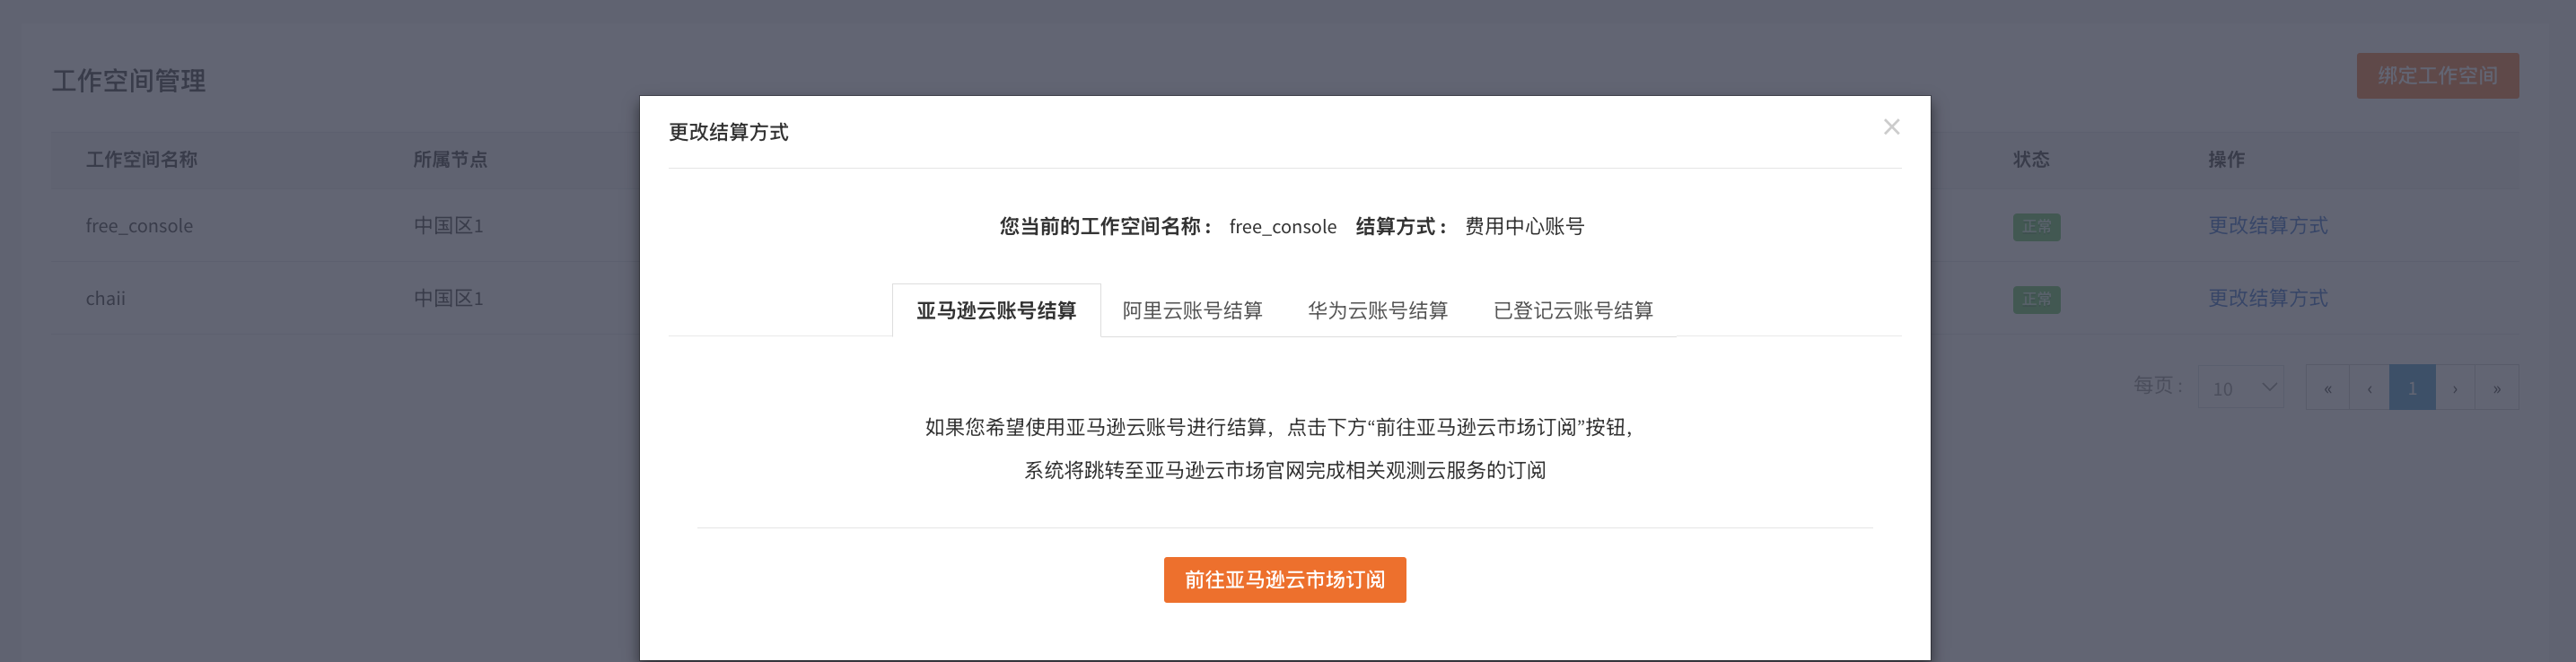 工作空间管理
绑定工作空间
工作空间名称 所属节点 状态 操作
free_console 中国区1 正常 更改结算方式
chaii 中国区1 正常 更改结算方式
每页： 10 « ‹ 1 › »
更改结算方式 ×
您当前的工作空间名称： free_console 结算方式： 费用中心账号
亚马逊云账号结算 阿里云账号结算 华为云账号结算 已登记云账号结算
如果您希望使用亚马逊云账号进行结算，点击下方“前往亚马逊云市场订阅”按钮，
系统将跳转至亚马逊云市场官网完成相关观测云服务的订阅
前往亚马逊云市场订阅